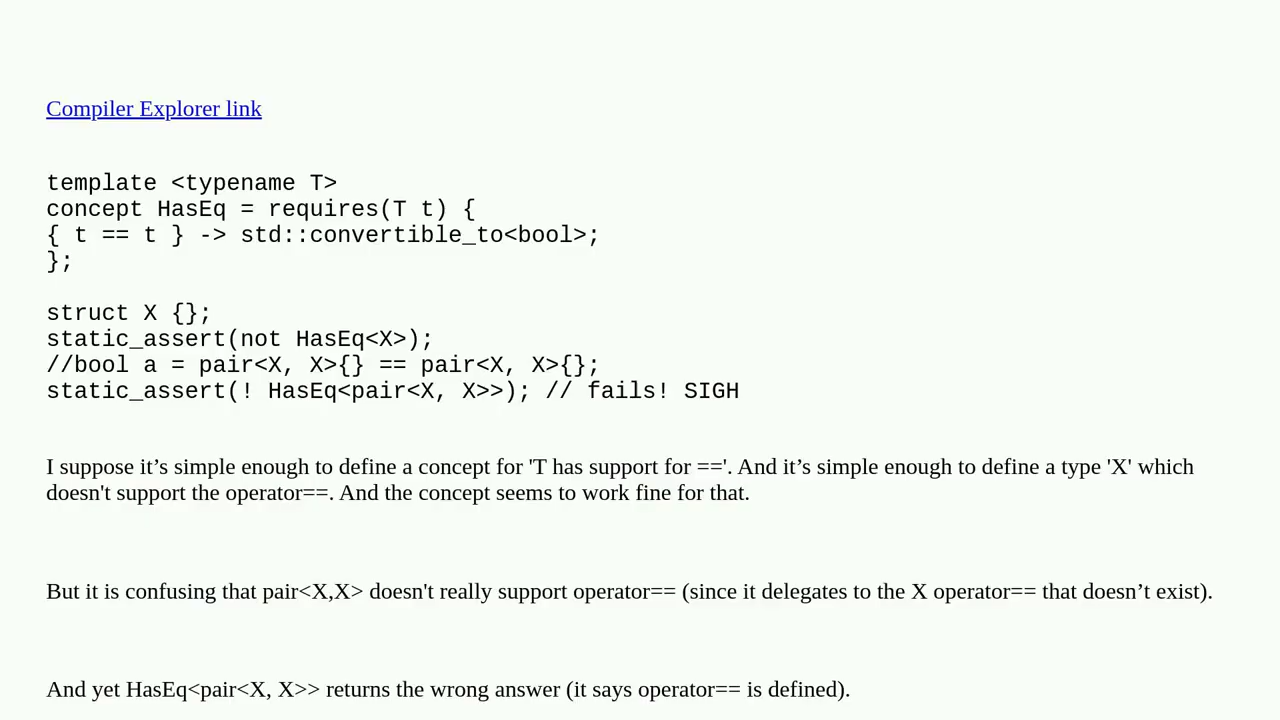 Compiler Explorer link
template <typename T>
concept HasEq = requires(T t) {
{ t == t } -> std::convertible_to<bool>;
};
struct X {};
static_assert(not HasEq<X>);
//bool a = pair<X, X>{} == pair<X, X>{};
static_assert(! HasEq<pair<X, X>>); // fails! SIGH
I suppose it’s simple enough to define a concept for 'T has support for =='. And it’s simple enough to define a type 'X' which
doesn't support the operator==. And the concept seems to work fine for that.
But it is confusing that pair<X,X> doesn't really support operator== (since it delegates to the X operator== that doesn’t exist).
And yet HasEq<pair<X, X>> returns the wrong answer (it says operator== is defined).